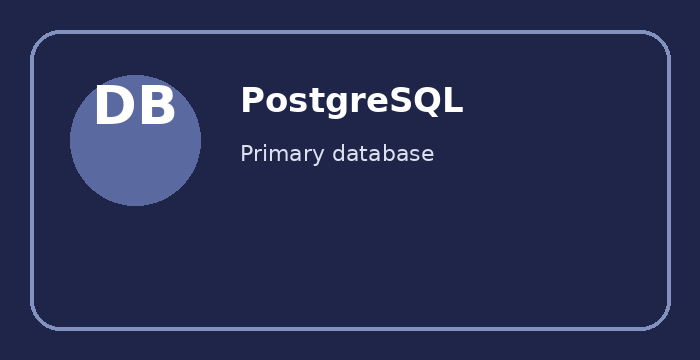 DB
PostgreSQL
Primary database